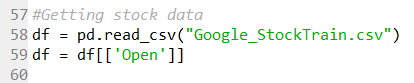 57 #Getting stock data
58 df = pd.read_csv("Google_StockTrain.csv")
59 df = df[['Open']]
60